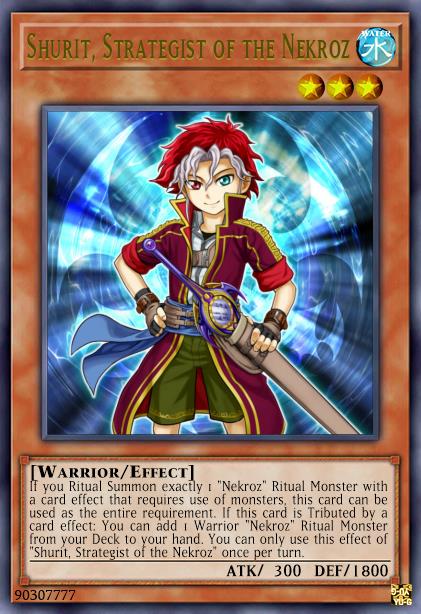 SHURIT, STRATEGIST OF THE NEKROZ
WATER
水
[WARRIOR/EFFECT]
If you Ritual Summon exactly 1 "Nekroz" Ritual Monster with
a card effect that requires use of monsters, this card can be
used as the entire requirement. If this card is Tributed by a
card effect: You can add 1 Warrior "Nekroz" Ritual Monster
from your Deck to your hand. You can only use this effect of
"Shurit, Strategist of the Nekroz" once per turn.
ATK/ 300 DEF/1800
90307777